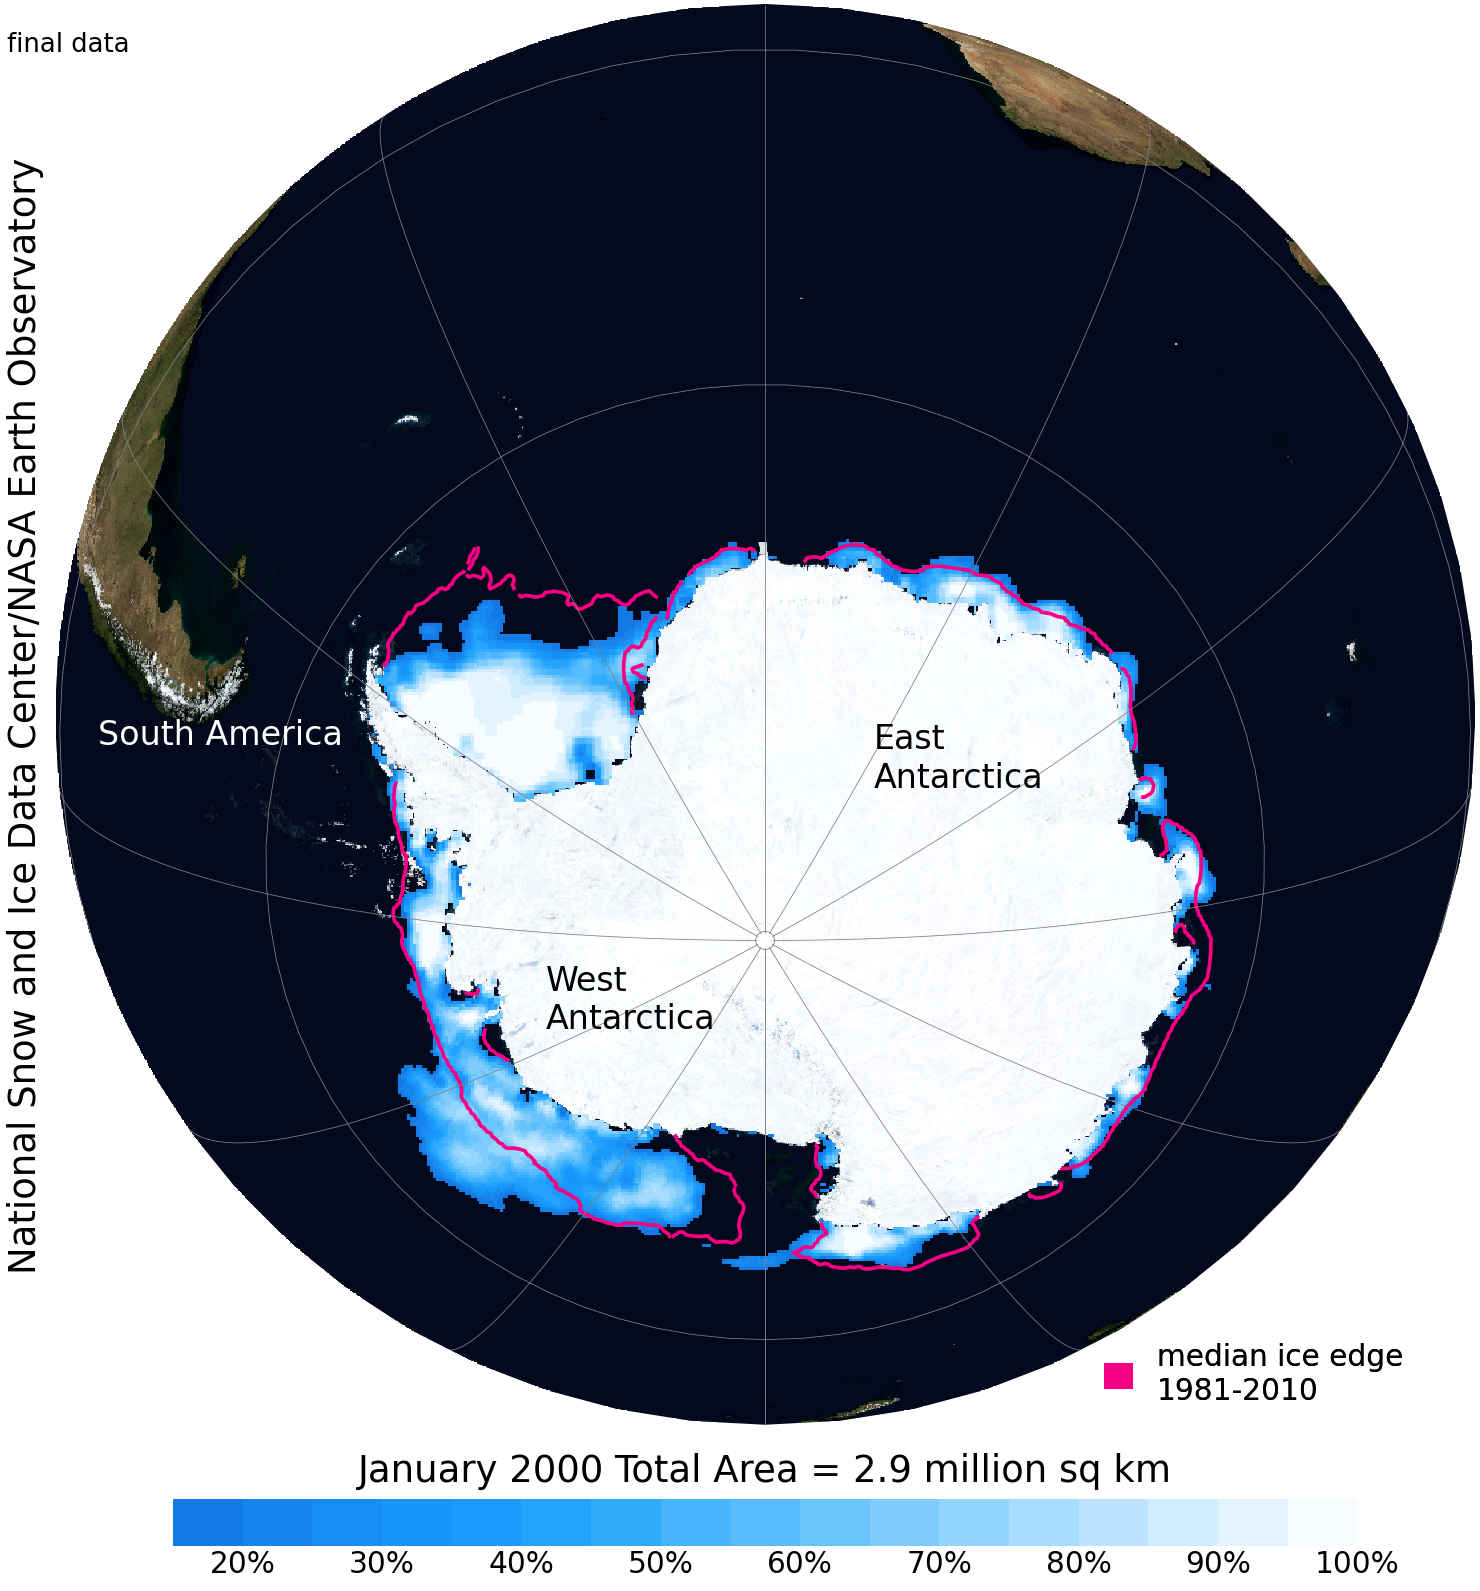 final data
National Snow and Ice Data Center/NASA Earth Observatory
South America
East
Antarctica
West
Antarctica
median ice edge
1981-2010
January 2000 Total Area = 2.9 million sq km
20% 30% 40% 50% 60% 70% 80% 90% 100%